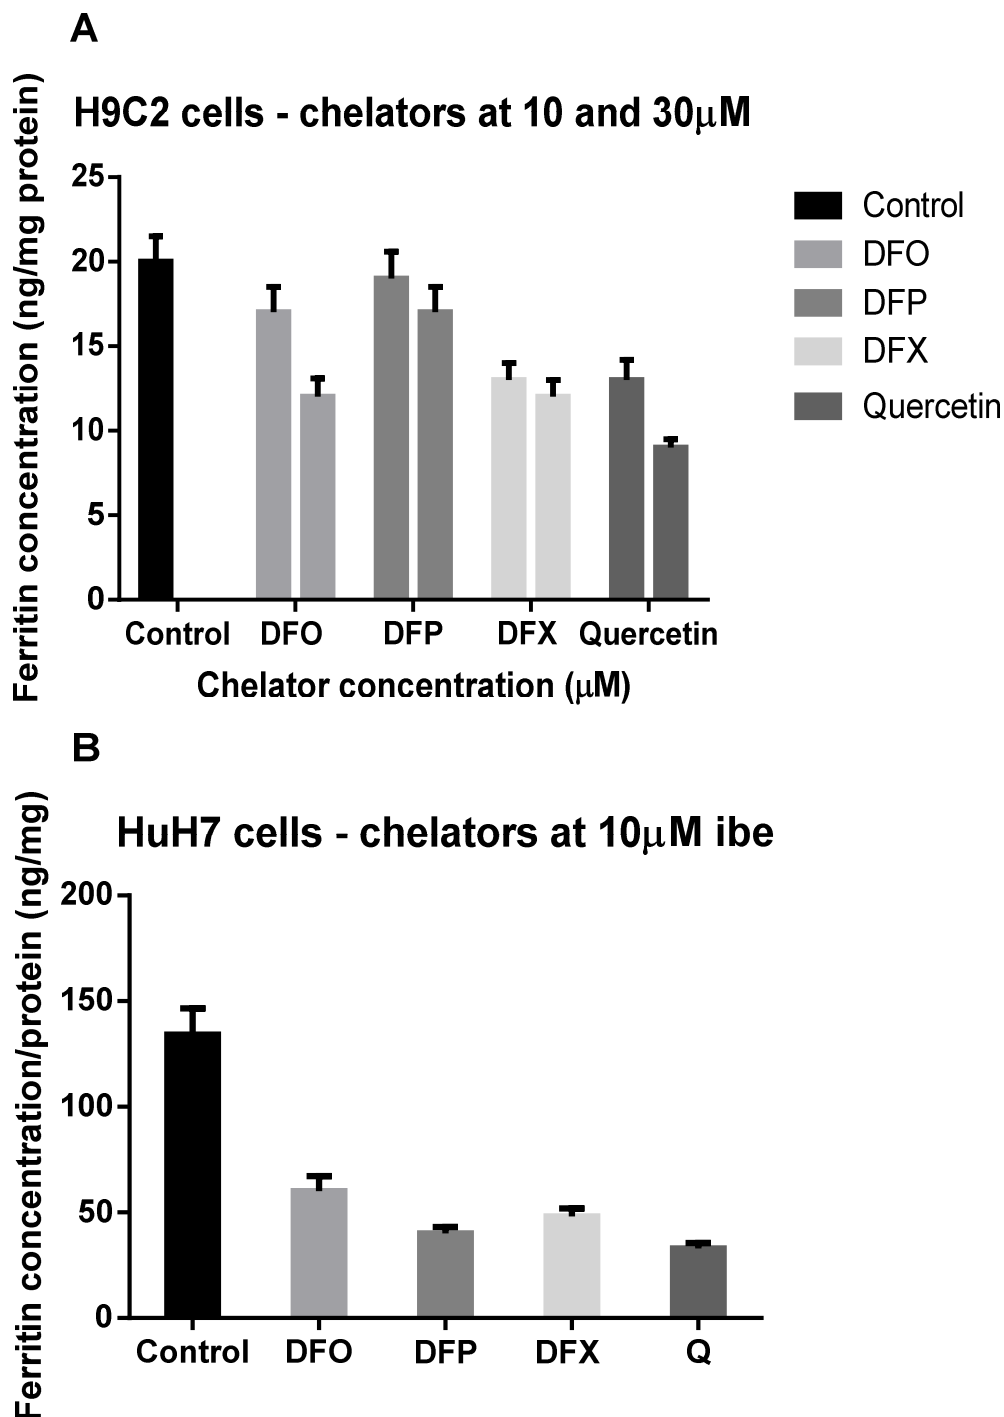 A
H9C2 cells - chelators at 10 and 30μM
Ferritin concentration (ng/mg protein)
25
20
15
10
5
0
Control
DFO
DFP
DFX
Quercetin
Chelator concentration (μM)
Control
DFO
DFP
DFX
Quercetin
B
HuH7 cells - chelators at 10μM ibe
Ferritin concentration/protein (ng/mg)
200
150
100
50
0
Control
DFO
DFP
DFX
Q